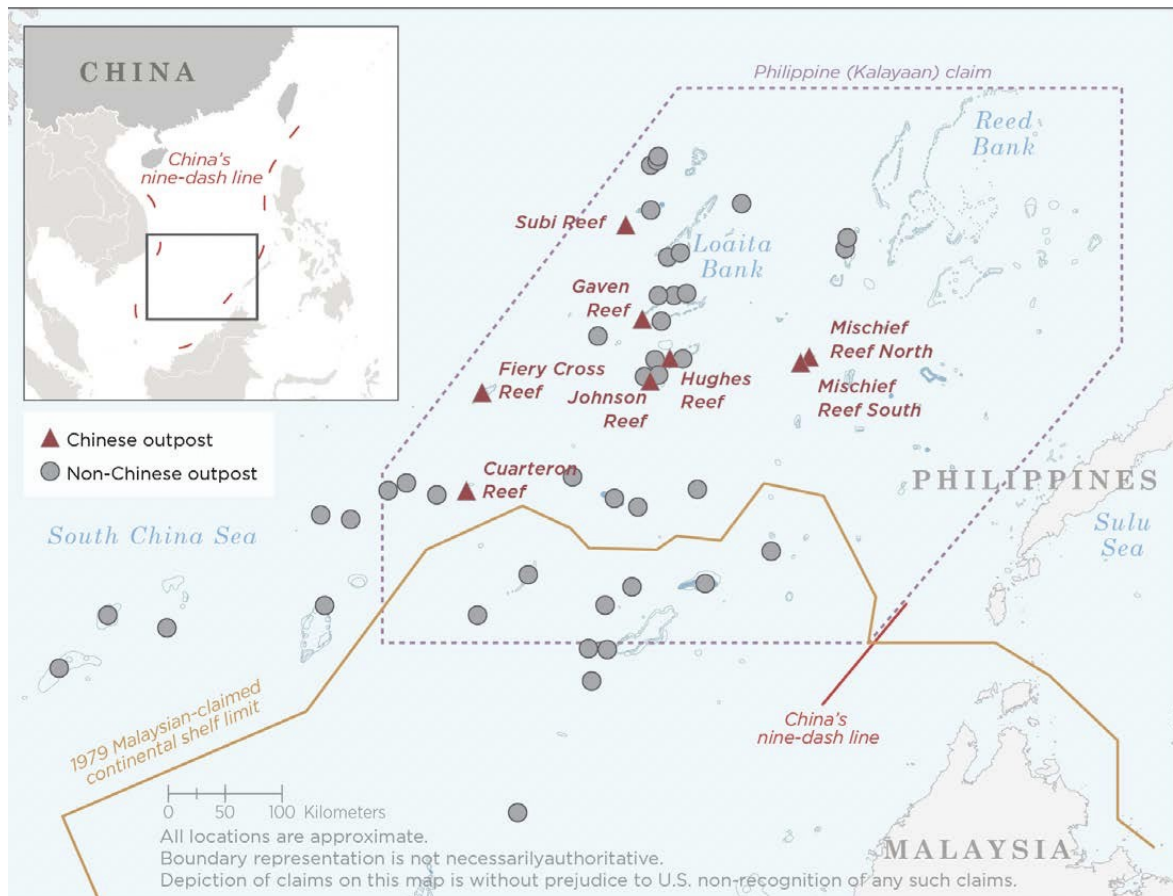 CHINA
China's
nine-dash line
Chinese outpost
Non-Chinese outpost
Philippine (Kalayaan) claim
Reed
Bank
Subi Reef
Loaita
Bank
Gaven
Reef
Mischief
Reef North
Fiery Cross
Reef
Johnson
Reef
Hughes
Reef
Mischief
Reef South
Cuarteron
Reef
PHILIPPINES
South China Sea
Sulu
Sea
1979 Malaysian-claimed
continental shelf limit
China's
nine-dash line
0 50 100 Kilometers
All locations are approximate.
Boundary representation is not necessarilyauthoritative.
MALAYSIA
Depiction of claims on this map is without prejudice to U.S. non-recognition of any such claims.